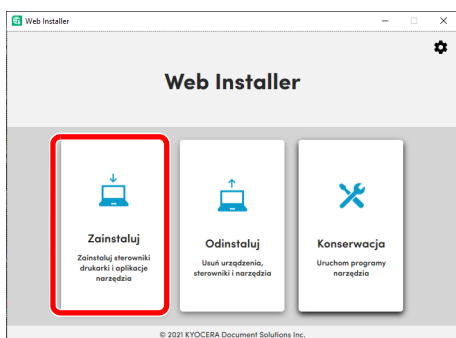 Web Installer
Web Installer
Zainstaluj
Zainstaluj sterowniki
drukarki i aplikacje
narzędzia
Odinstaluj
Usuń urządzenia,
sterowniki i narzędzia
Konserwacja
Uruchom programy
narzędzia
© 2021 KYOCERA Document Solutions Inc.